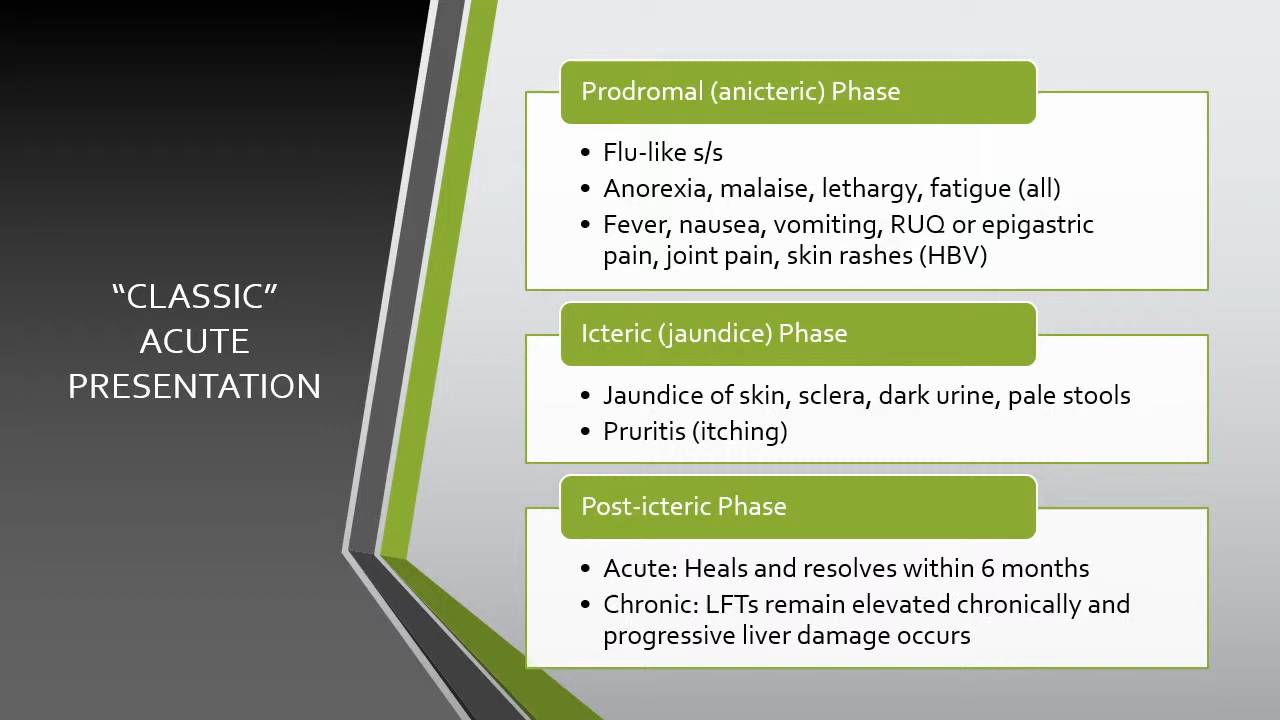 “CLASSIC”
ACUTE
PRESENTATION
Prodromal (anicteric) Phase
• Flu-like s/s
• Anorexia, malaise, lethargy, fatigue (all)
• Fever, nausea, vomiting, RUQ or epigastric
pain, joint pain, skin rashes (HBV)
Icteric (jaundice) Phase
• Jaundice of skin, sclera, dark urine, pale stools
• Pruritis (itching)
Post-icteric Phase
• Acute: Heals and resolves within 6 months
• Chronic: LFTs remain elevated chronically and
progressive liver damage occurs